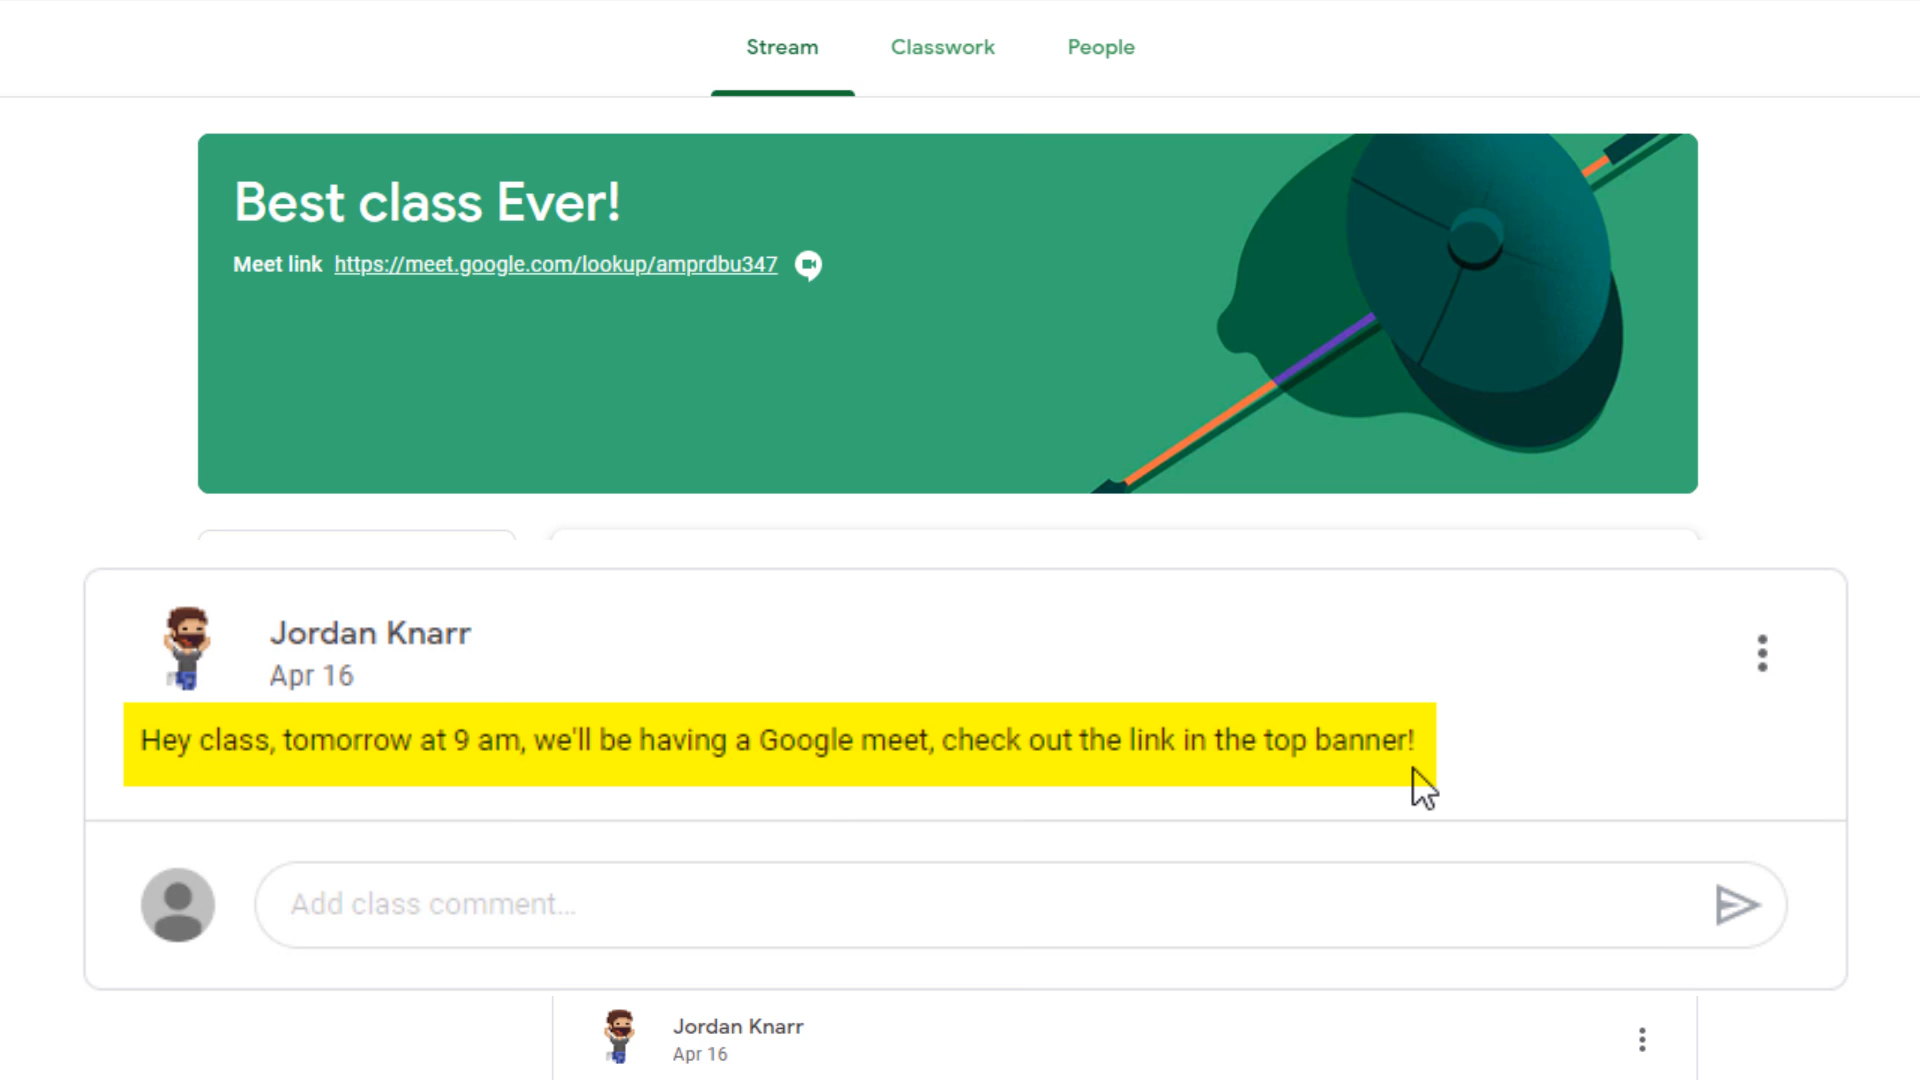 Stream Classwork People
Best class Ever!
Meet link https://meet.google.com/lookup/amprdbu347
Jordan Knarr
Apr 16
Hey class, tomorrow at 9 am, we'll be having a Google meet, check out the link in the top banner!
Add class comment...
Jordan Knarr
Apr 16